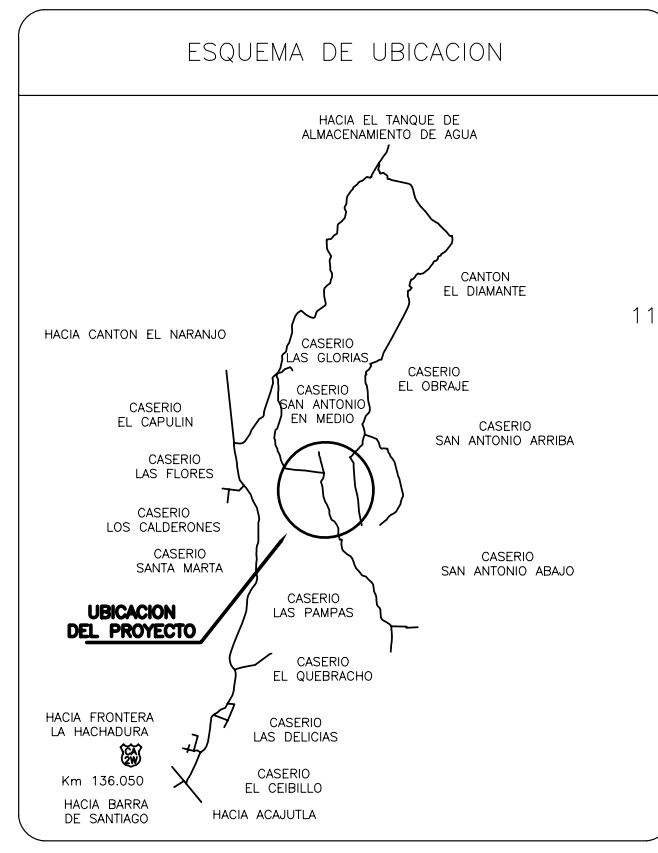 ESQUEMA DE UBICACION
HACIA EL TANQUE DE
ALMACENAMIENTO DE AGUA
CANTON
EL DIAMANTE
11
HACIA CANTON EL NARANJO
CASERIO
LAS GLORIAS
CASERIO
EL OBRAJE
CASERIO
SAN ANTONIO
EN MEDIO
CASERIO
EL CAPULIN
CASERIO
SAN ANTONIO ARRIBA
CASERIO
LAS FLORES
CASERIO
LOS CALDERONES
CASERIO
SANTA MARTA
CASERIO
SAN ANTONIO ABAJO
UBICACION
DEL PROYECTO
CASERIO
LAS PAMPAS
CASERIO
EL QUEBRACHO
HACIA FRONTERA
LA HACHADURA
CASERIO
LAS DELICIAS
CA
2W
Km 136.050
CASERIO
EL CEIBILLO
HACIA BARRA
DE SANTIAGO
HACIA ACAJUTLA